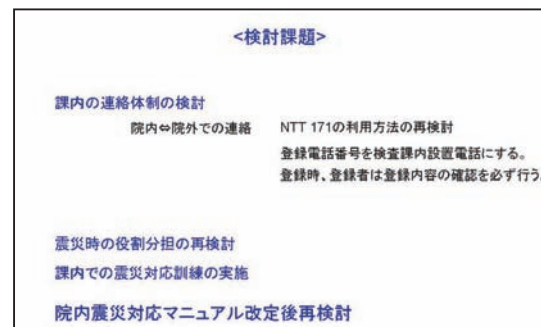 <検討課題>
課内の連絡体制の検討
院内⇔院外での連絡 NTT 171の利用方法の再検討
登録電話番号を検査課内設置電話にする。
登録時、登録者は登録内容の確認を必ず行う。
震災時の役割分担の再検討
課内での震災対応訓練の実施
院内震災対応マニュアル改定後再検討